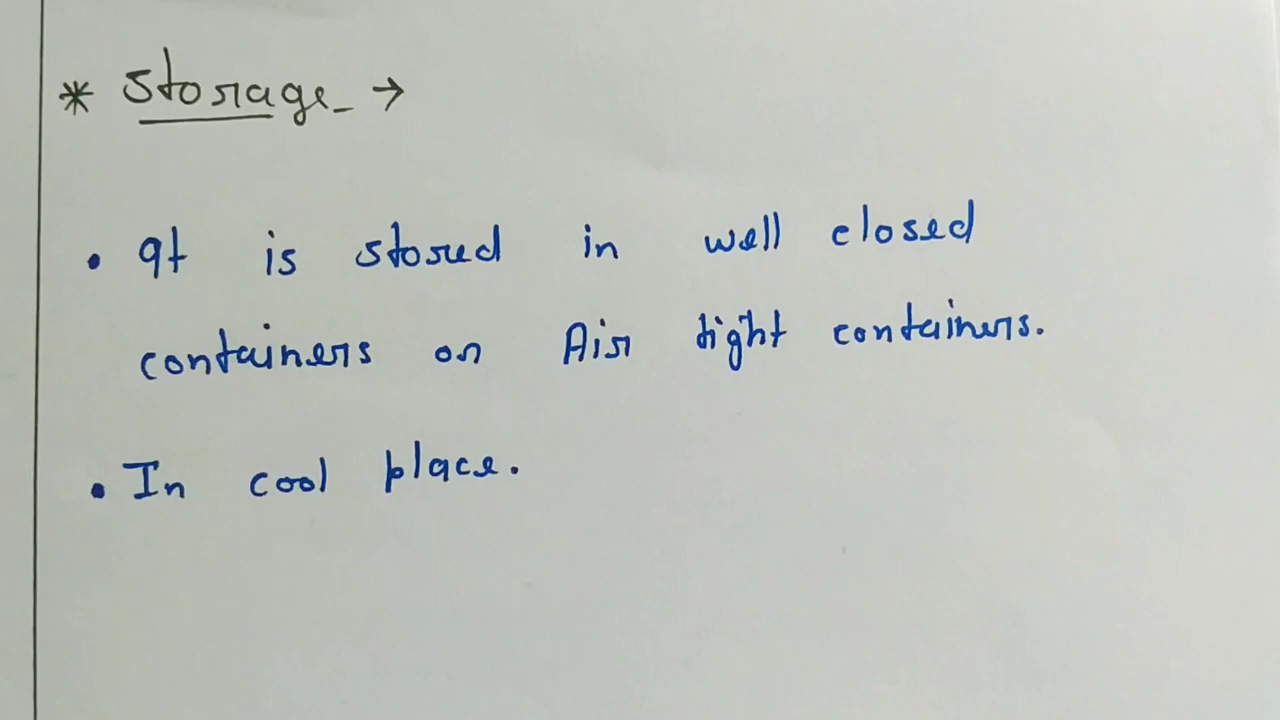 * Storage →
• It is stored in well closed
containers or Air tight containers.
• In cool place.